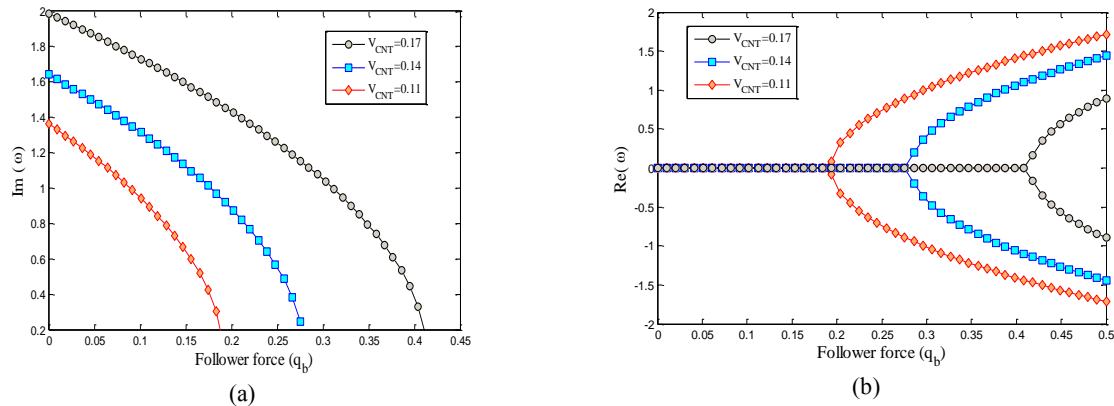 2
1.8
1.6
1.4
1.2
1
0.8
0.6
0.4
0.2
Im( ω)
V_CNT=0.17
V_CNT=0.14
V_CNT=0.11
0 0.05 0.1 0.15 0.2 0.25 0.3 0.35 0.4 0.45
Follower force (q_b)
(a)
2
1.5
1
0.5
0
-0.5
-1
-1.5
-2
Re( ω)
V_CNT=0.17
V_CNT=0.14
V_CNT=0.11
0 0.05 0.1 0.15 0.2 0.25 0.3 0.35 0.4 0.45 0.5
Follower force (q_b)
(b)